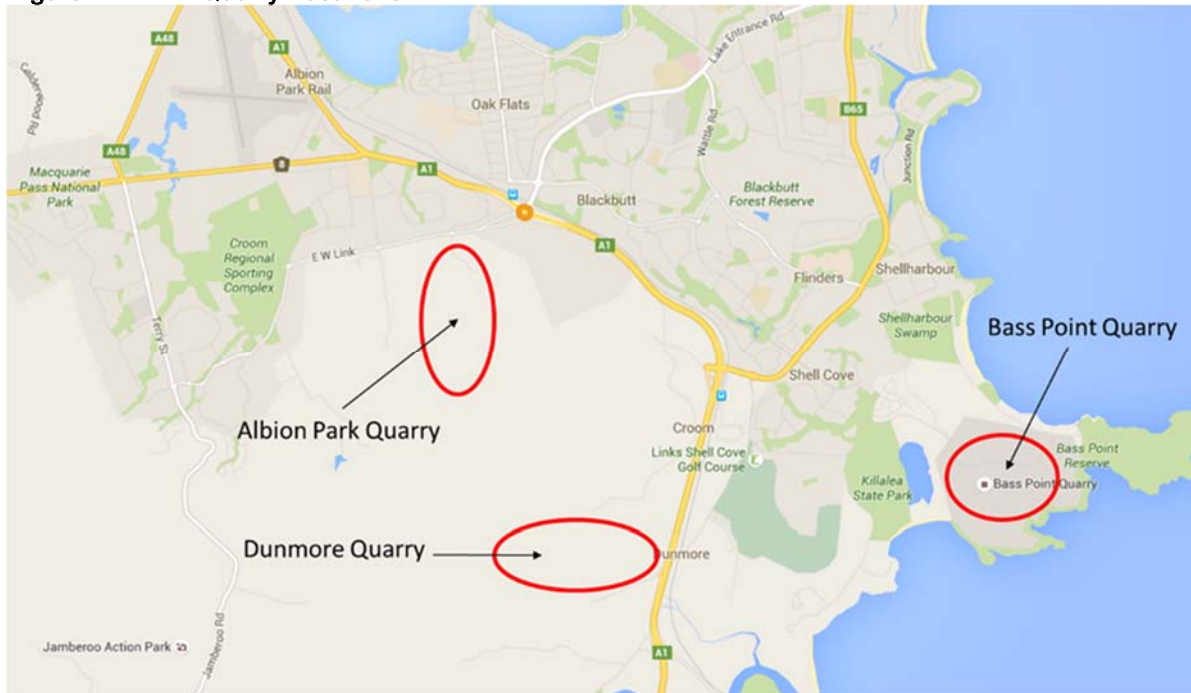 A48
A1
Calderwood Rd
Albion
Park Rail
Oak Flats
Lake Entrance Rd
Wattle Rd
B65
Junction Rd
A48
8
A1
Macquarie
Pass National
Park
Blackbutt
Blackbutt
Forest Reserve
Croom
Regional
Sporting
Complex
E W Link
A1
Flinders
Shellharbour
Terry St
Shellharbour
Swamp
Bass Point Quarry
Shell Cove
Albion Park Quarry
Croom
Links Shell Cove
Golf Course
Bass Point
Reserve
Killalea
State Park
Bass Point Quarry
Dunmore Quarry
Dunmore
Jamberoo Action Park
Jamberoo Rd
A1